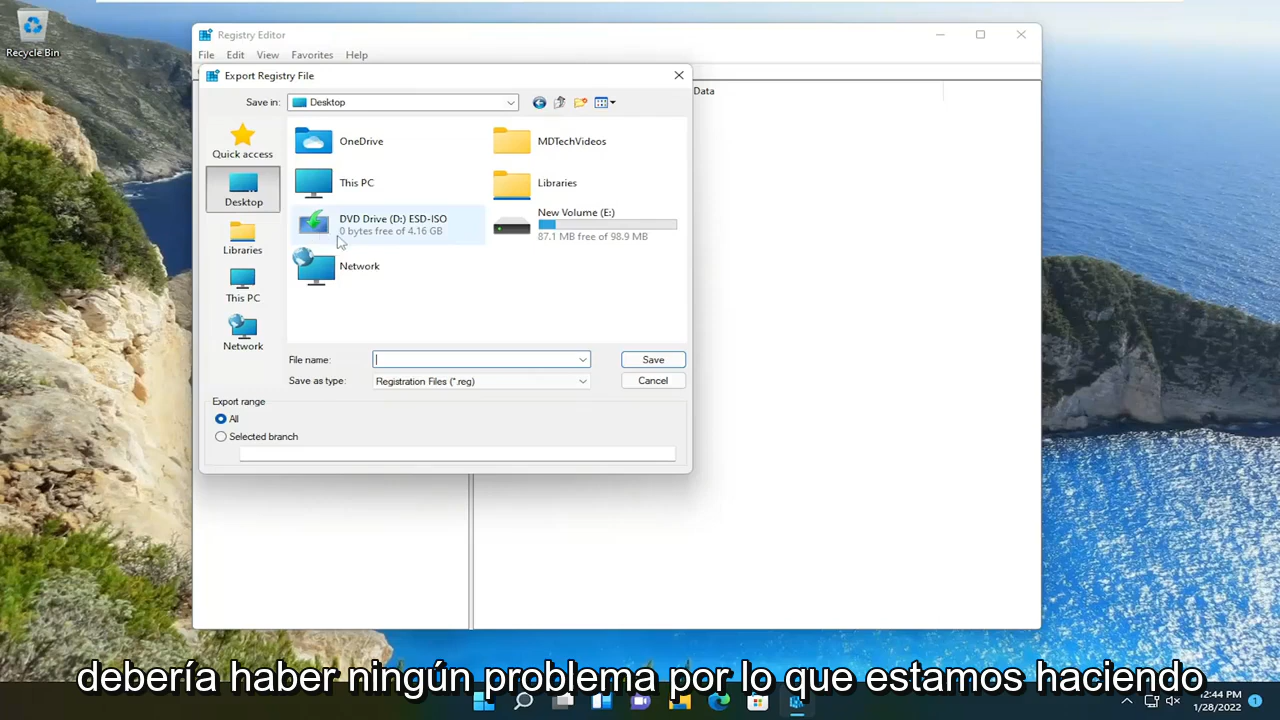 Recycle Bin
Registry Editor
File Edit View Favorites Help
Export Registry File
Save in: Desktop
Data
Quick access
Desktop
Libraries
This PC
Network
OneDrive
MDTechVideos
This PC
Libraries
DVD Drive (D:) ESD-ISO
0 bytes free of 4.16 GB
New Volume (E:)
87.1 MB free of 98.9 MB
Network
File name:
Save
Save as type: Registration Files (*.reg)
Cancel
Export range
All
Selected branch
debería haber ningún problema por lo que estamos haciendo
12:44 PM
1/28/2022
1